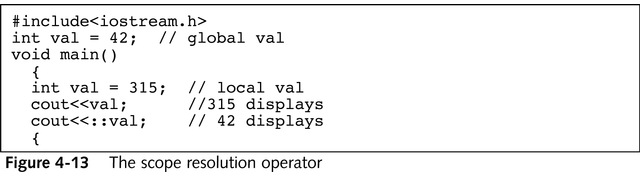 #include<iostream.h>
int val = 42;  // global val
void main()
  {
  int val = 315;  // local val
  cout<<val;      //315 displays
  cout<<::val;    // 42 displays
  {
Figure 4-13 The scope resolution operator